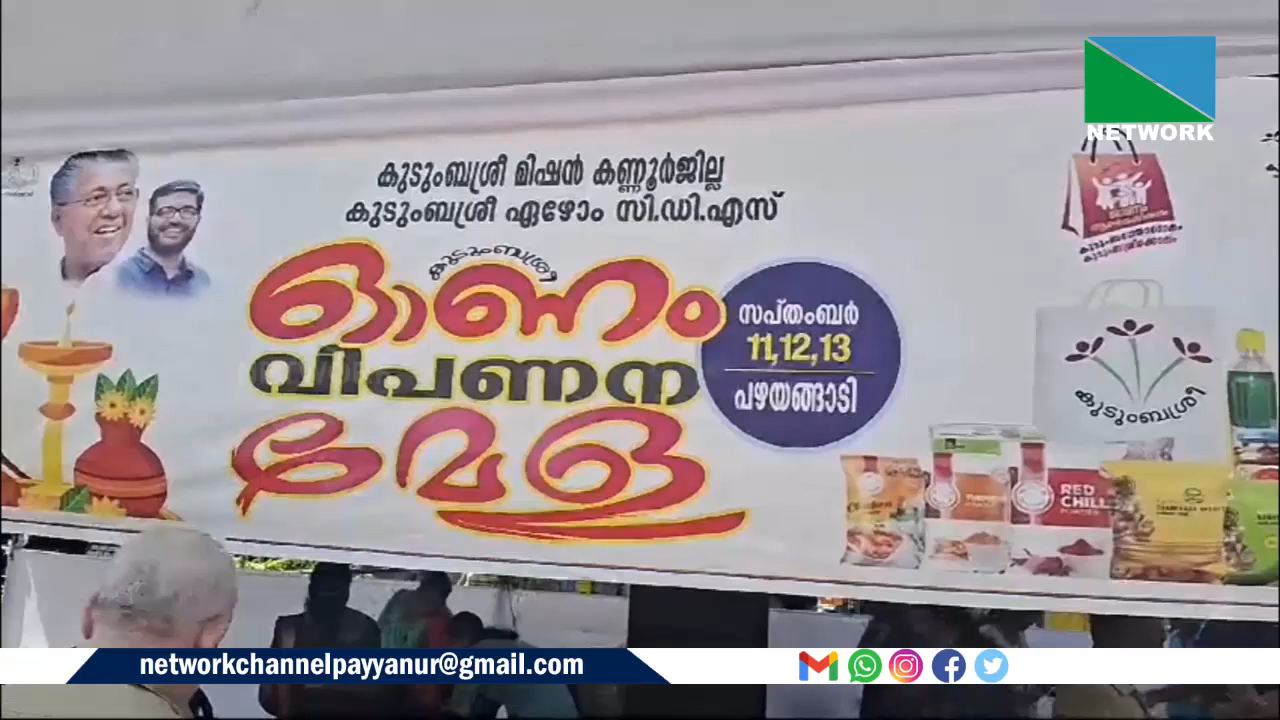 NETWORK
കുടുംബശ്രീ മിഷൻ കണ്ണൂർജില്ല
കുടുംബശ്രീ ഏഴോം സി.ഡി.എസ്
കുടുംബശ്രീ
ഓണം
വിപണന
മേള
സപ്തംബർ
11,12,13
പഴയങ്ങാടി
കുടുംബശ്രീ
RED
CHILLI
networkchannelpayyanur@gmail.com